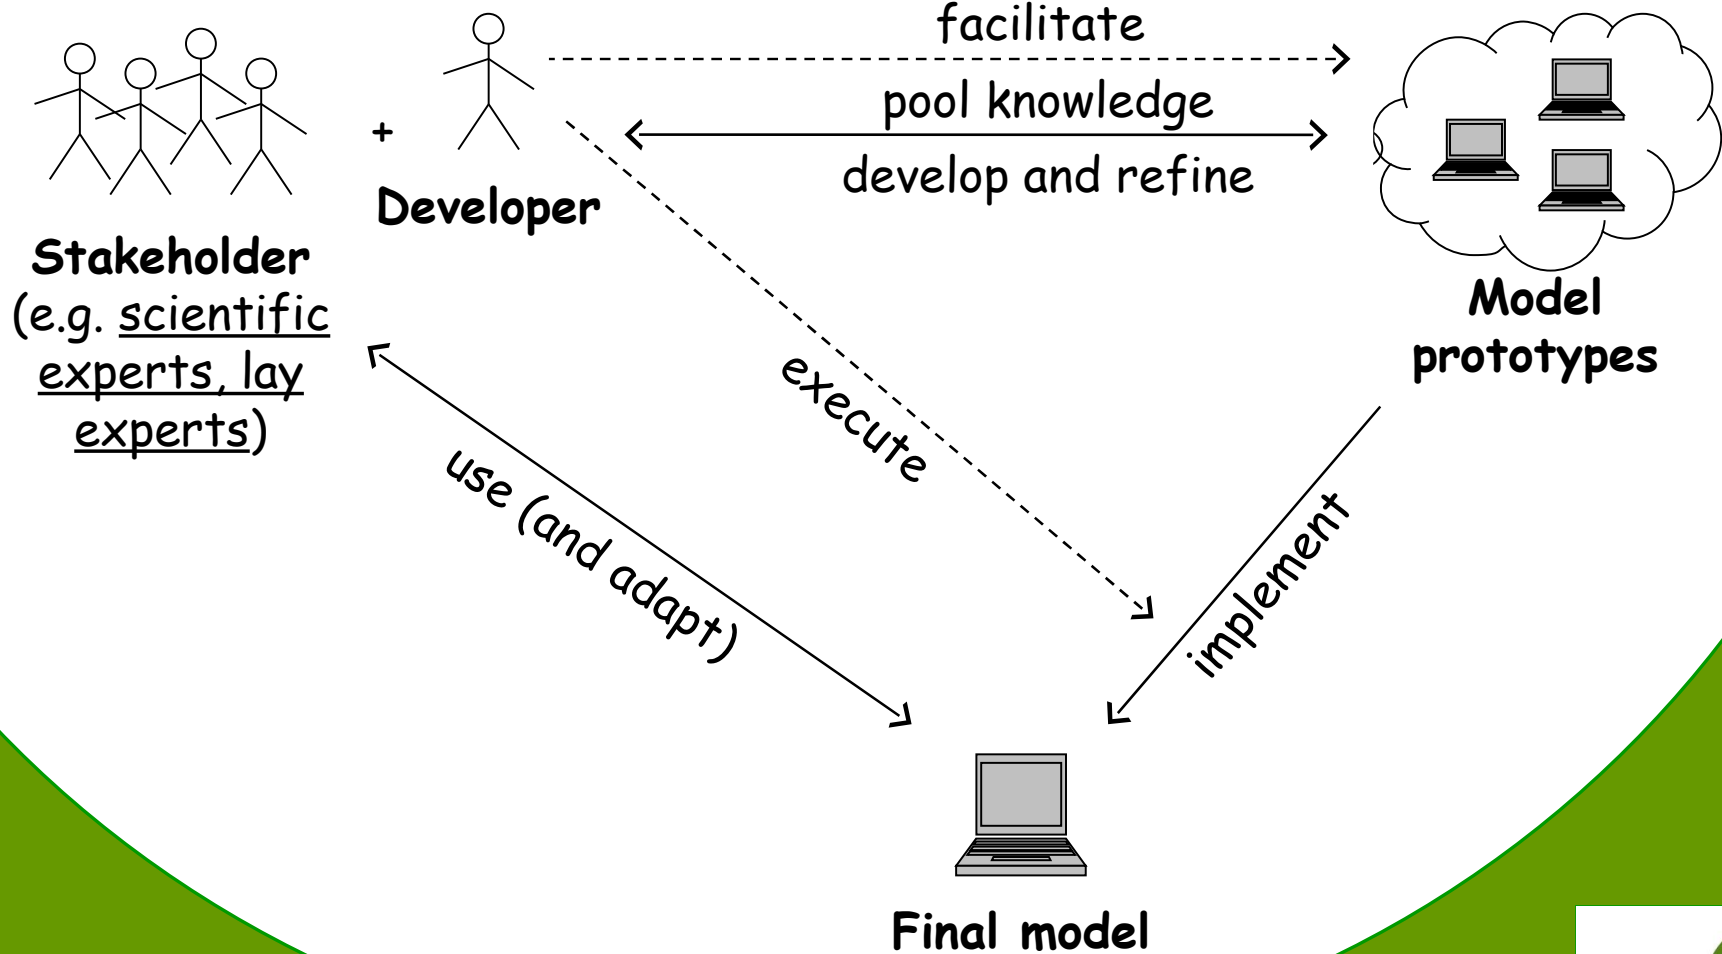 facilitate
pool knowledge
develop and refine
+
Developer
Stakeholder
(e.g. scientific
experts, lay
experts)
Model
prototypes
execute
use (and adapt)
implement
Final model